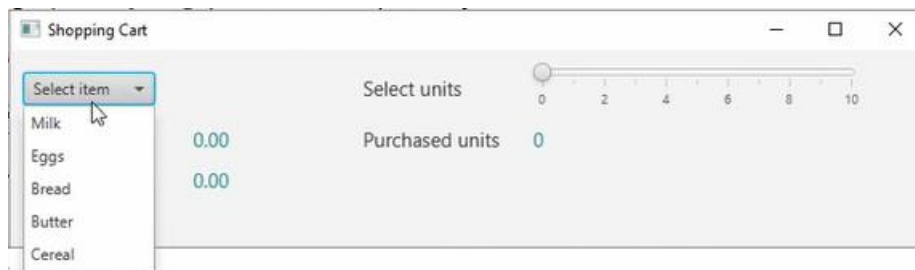 Shopping Cart
Select item
Select units
0 2 4 6 8 10
Milk
0.00
Purchased units 0
Eggs
0.00
Bread
Butter
Cereal